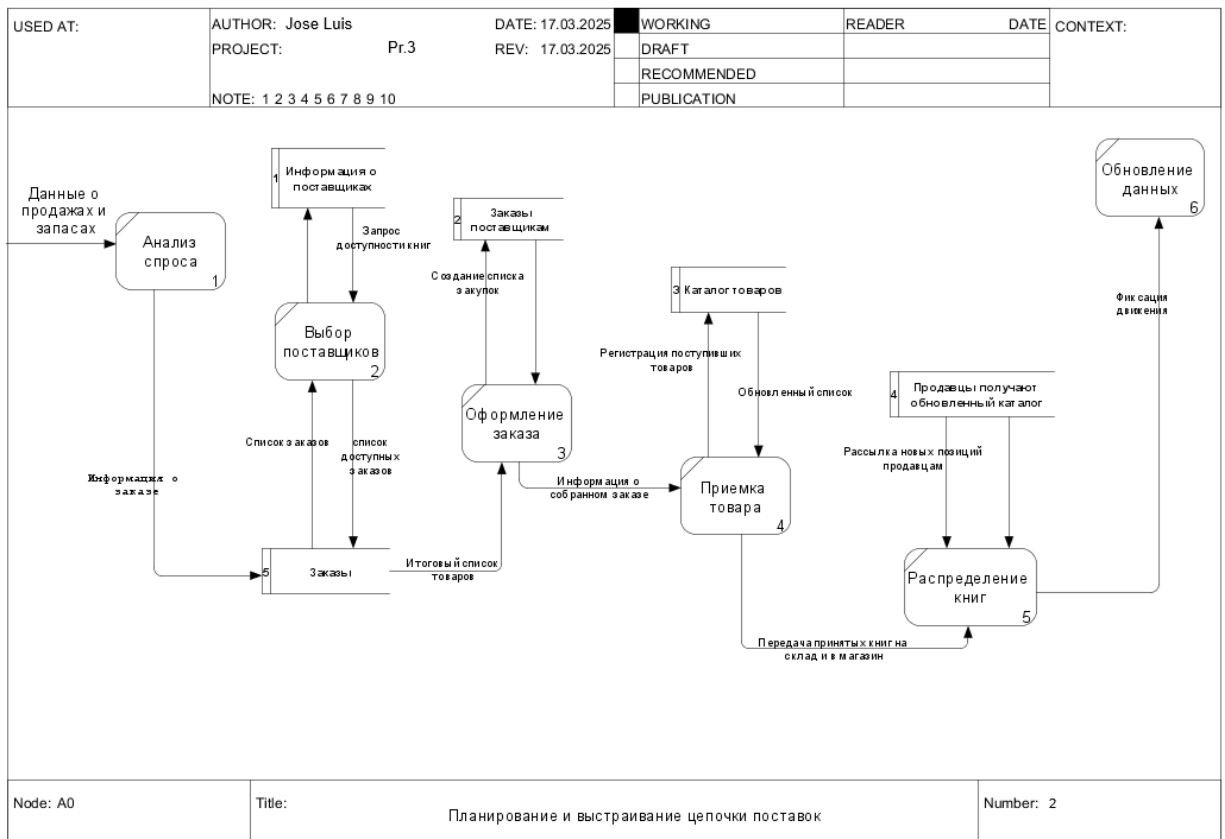 USED AT:
AUTHOR: Jose Luis
DATE: 17.03.2025
WORKING
READER
DATE
CONTEXT:
PROJECT: Pr.3
REV: 17.03.2025
DRAFT
RECOMMENDED
NOTE: 1 2 3 4 5 6 7 8 9 10
PUBLICATION
Данные о
продажах и
запасах
Анализ
спроса
1
1
Информация о
поставщиках
Запрос
доступности книг
Выбор
поставщиков
2
2
Заказы
поставщикам
Создание списка
закупок
Оформление
заказа
3
3
Каталог товаров
Регистрация поступивших
товаров
Обновленный список
Приемка
товара
4
4
Продавцы получают
обновленный каталог
Рассылка новых позиций
продавцам
Распределение
книг
5
Обновление
данных
6
Фиксация
движения
Список заказов
список
доступных
заказов
Информация о
заказе
5
Заказы
Итоговый список
товаров
Информация о
собранном заказе
Передача принятых книг на
склад и в магазин
Node: A0
Title:
Планирование и выстраивание цепочки поставок
Number: 2